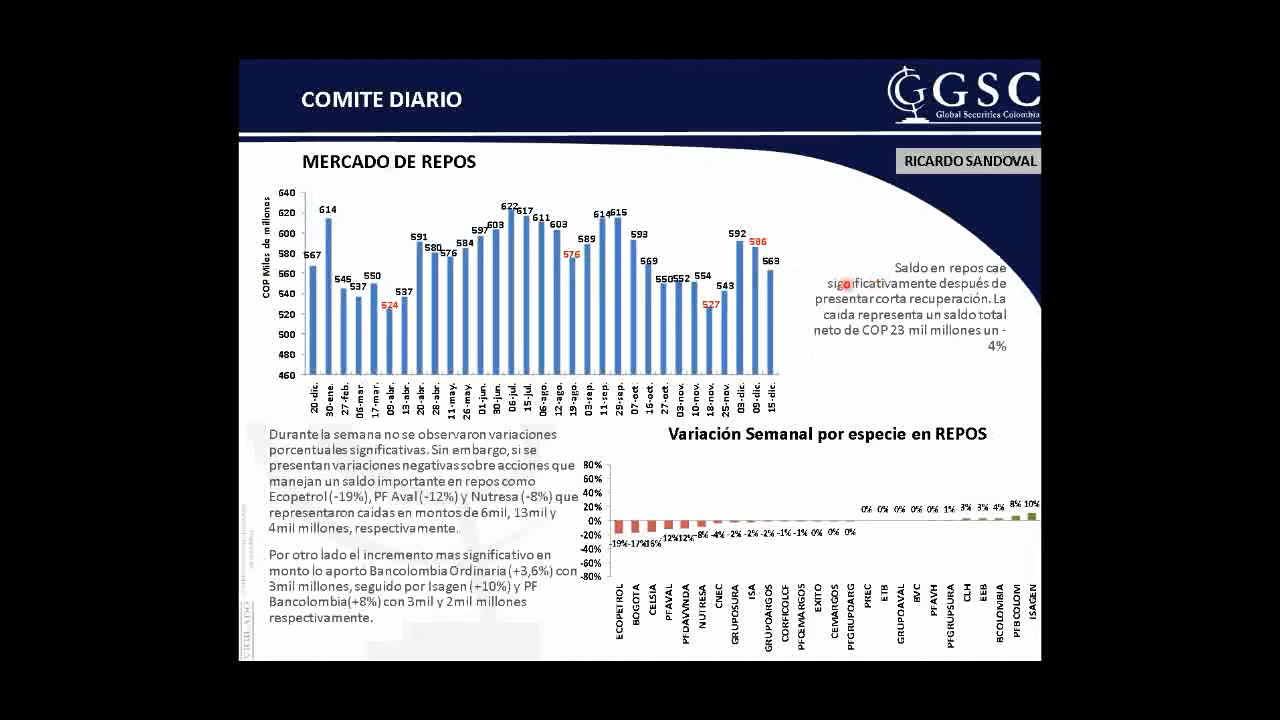 COMITE DIARIO
GGSC
Global Securities Colombia
MERCADO DE REPOS
RICARDO SANDOVAL
COP Miles de millones
640
620
600
580
560
540
520
500
480
460
567 614 545 537 550 524 537 591 580 576 584 597 603 622 617 611 603 576 589 614 615 593 569 550 552 554 527 543 592 586 563
20-dic. 30-ene. 27-feb. 06-mar. 17-mar. 09-abr. 13-abr. 20-abr. 28-abr. 11-may. 26-may. 01-jun. 30-jun. 06-jul. 15-jul. 06-ago. 12-ago. 19-ago. 03-sep. 11-sep. 29-sep. 07-oct. 16-oct. 27-oct. 03-nov. 10-nov. 18-nov. 25-nov. 03-dic. 09-dic. 15-dic.
Saldo en repos cae
significativamente después de
presentar corta recuperación. La
caída representa un saldo total
neto de COP 23 mil millones un -
4%
Durante la semana no se observaron variaciones
porcentuales significativas. Sin embargo, si se
presentan variaciones negativas sobre acciones que
manejan un saldo importante en repos como
Ecopetrol (-19%), PF Aval (-12%) y Nutresa (-8%) que
representaron caídas en montos de 6mil, 13mil y
4mil millones, respectivamente.
Por otro lado el incremento mas significativo en
monto lo aporto Bancolombia Ordinaria (+3,6%) con
3mil millones, seguido por Isagen (+10%) y PF
Bancolombia(+8%) con 3mil y 2mil millones
respectivamente.
VIGILADO
Variación Semanal por especie en REPOS
80%
60%
40%
20%
0%
-20%
-40%
-60%
-80%
-19% -17% -16% -12% -12% -8% -4% -2% -2% -2% -1% -1% 0% 0% 0% 0% 0% 0% 0% 0% 1% 3% 3% 4% 8% 10%
ECOPETROL BOGOTA CELSIA PFAVAL PFDAVVNDA NUTRESA CNEC GRUPOSURA ISA GRUPOARGOS CORFICOLCF PFCEMARGOS EXITO CEMARGOS PFGRUPOARG PREC ETB GRUPOAVAL BVC PFAVH PFGRUPSURA CLH EEB BCOLOMBIA PFBCOLOM ISAGEN